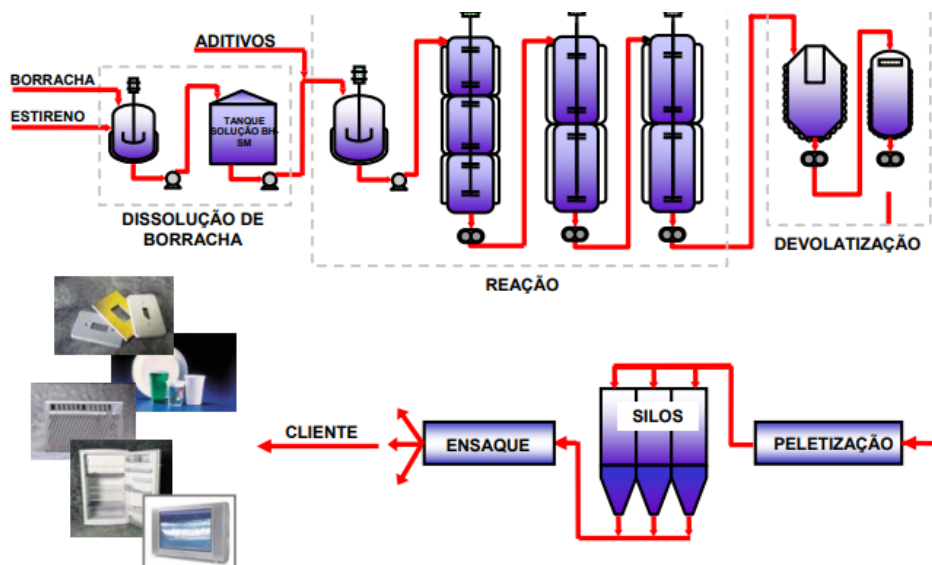 ADITIVOS
BORRACHA
ESTIRENO
TANQUE
SOLUÇÃO BH-
SM
DISSOLUÇÃO DE
BORRACHA
REAÇÃO
DEVOLATIZAÇÃO
CLIENTE
ENSAQUE
SILOS
PELETIZAÇÃO